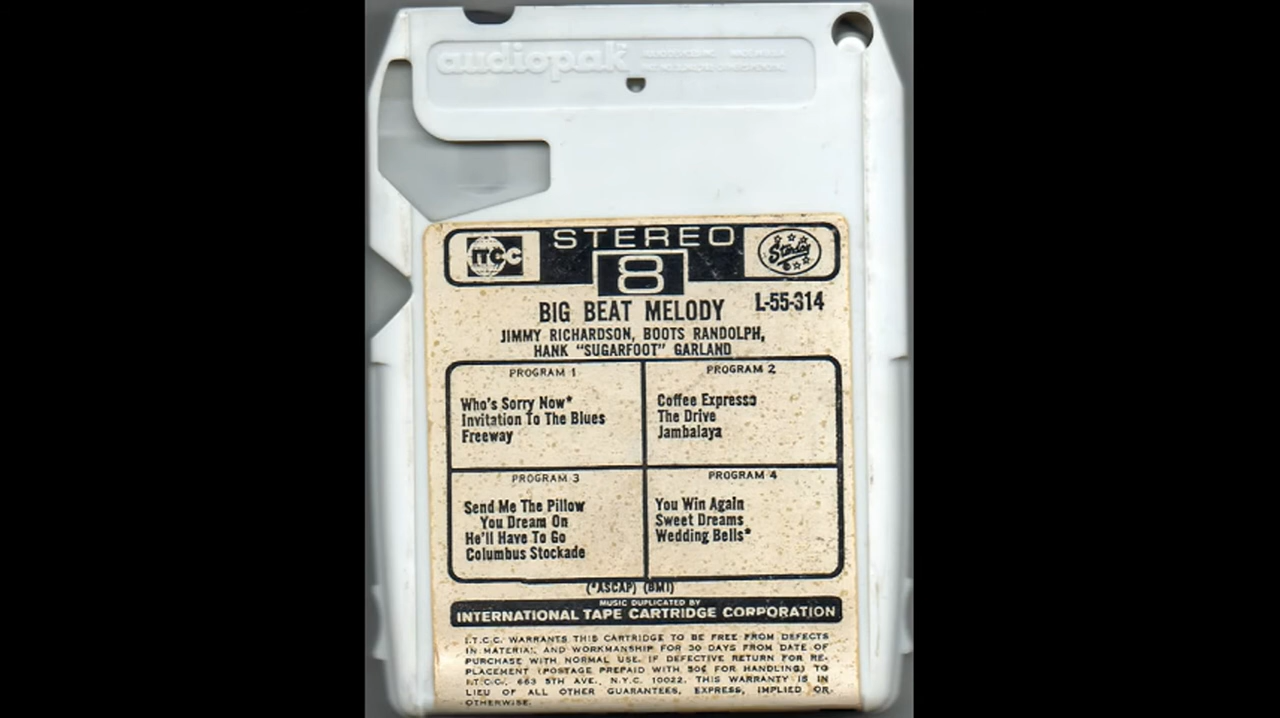 audiopak
ITCC
STEREO
8
Starday
BIG BEAT MELODY
L-55-314
JIMMY RICHARDSON, BOOTS RANDOLPH,
HANK "SUGARFOOT" GARLAND
PROGRAM 1
Who's Sorry Now*
Invitation To The Blues
Freeway
PROGRAM 2
Coffee Expresso
The Drive
Jambalaya
PROGRAM 3
Send Me The Pillow
You Dream On
He'll Have To Go
Columbus Stockade
PROGRAM 4
You Win Again
Sweet Dreams
Wedding Bells*
(*ASCAP) (BMI)
MUSIC DUPLICATED BY
INTERNATIONAL TAPE CARTRIDGE CORPORATION
I.T.C.C. WARRANTS THIS CARTRIDGE TO BE FREE FROM DEFECTS
IN MATERIAL AND WORKMANSHIP FOR 30 DAYS FROM DATE OF
PURCHASE WITH NORMAL USE. IF DEFECTIVE RETURN FOR RE-
PLACEMENT (POSTAGE PREPAID WITH 50¢ FOR HANDLING) TO
I.T.C.C., 663 5TH AVE., N.Y.C. 10022. THIS WARRANTY IS IN
LIEU OF ALL OTHER GUARANTEES, EXPRESS, IMPLIED OR
OTHERWISE.